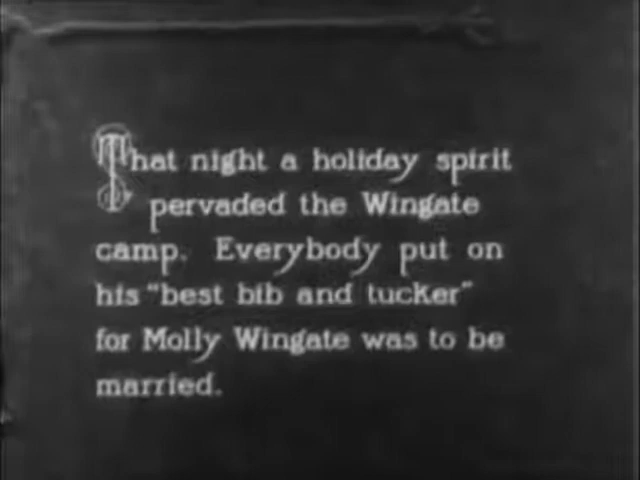 That night a holiday spirit
pervaded the Wingate
camp. Everybody put on
his "best bib and tucker"
for Molly Wingate was to be
married.